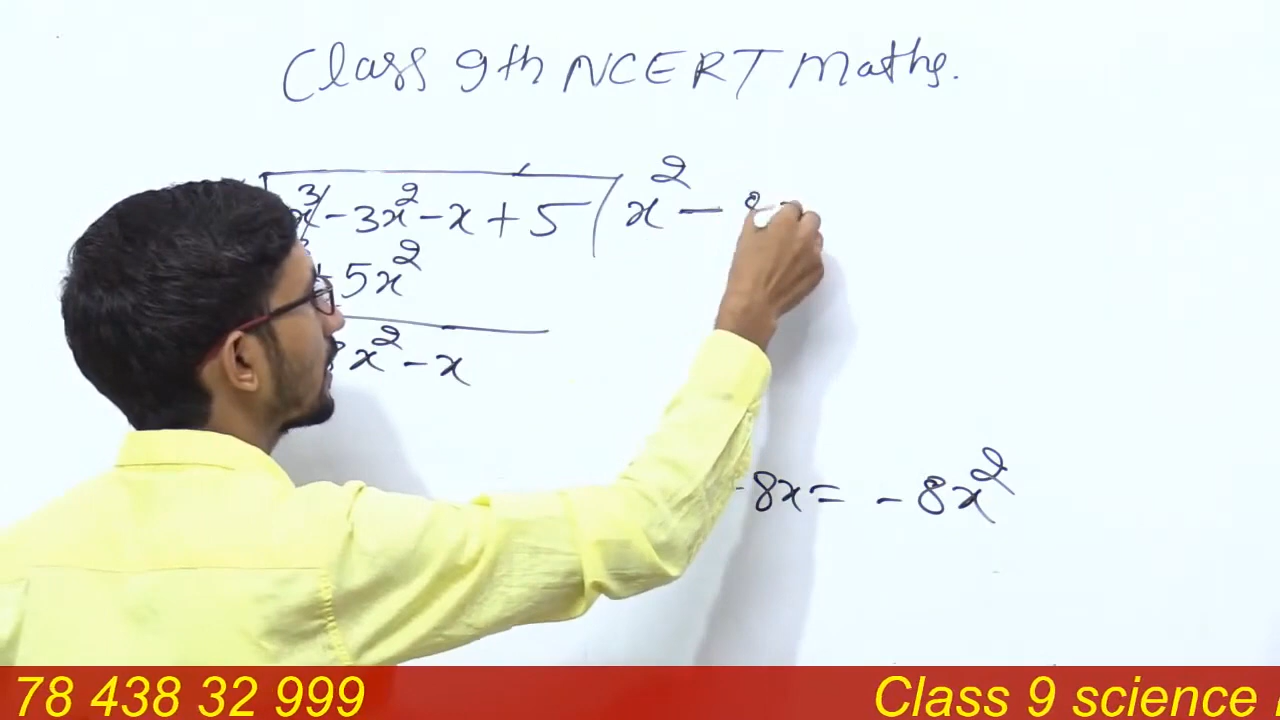 Class 9th NCERT Maths.
x³ - 3x² - x + 5 ( x² - 8
+ 5x²
8x² - x
- 8x = - 8x²
78 438 32 999 Class 9 science